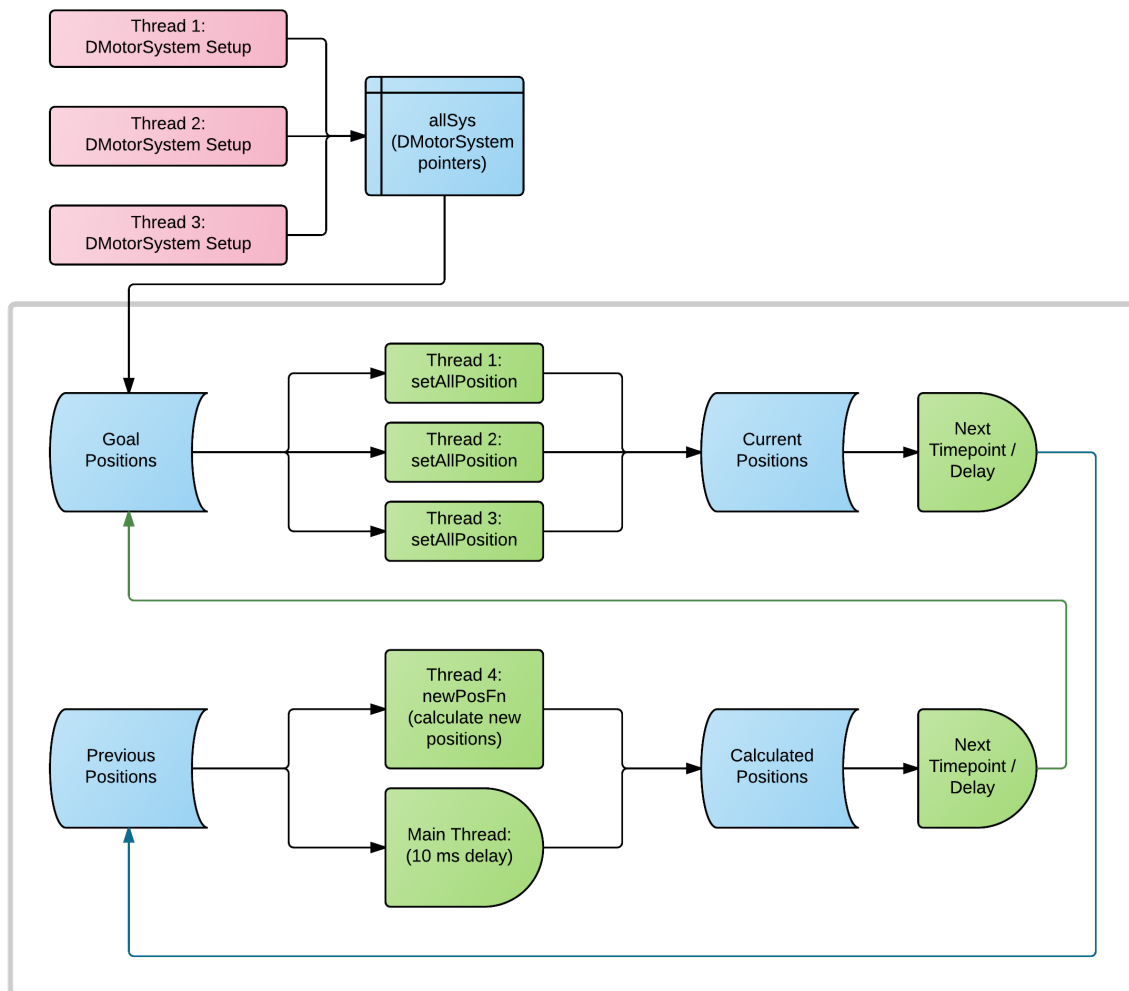 Thread 1:
DMotorSystem Setup
Thread 2:
DMotorSystem Setup
Thread 3:
DMotorSystem Setup
allSys
(DMotorSystem
pointers)
Goal
Positions
Thread 1:
setAllPosition
Thread 2:
setAllPosition
Thread 3:
setAllPosition
Current
Positions
Next
Timepoint /
Delay
Previous
Positions
Thread 4:
newPosFn
(calculate new
positions)
Main Thread:
(10 ms delay)
Calculated
Positions
Next
Timepoint /
Delay